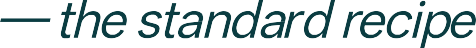 — the standard recipe